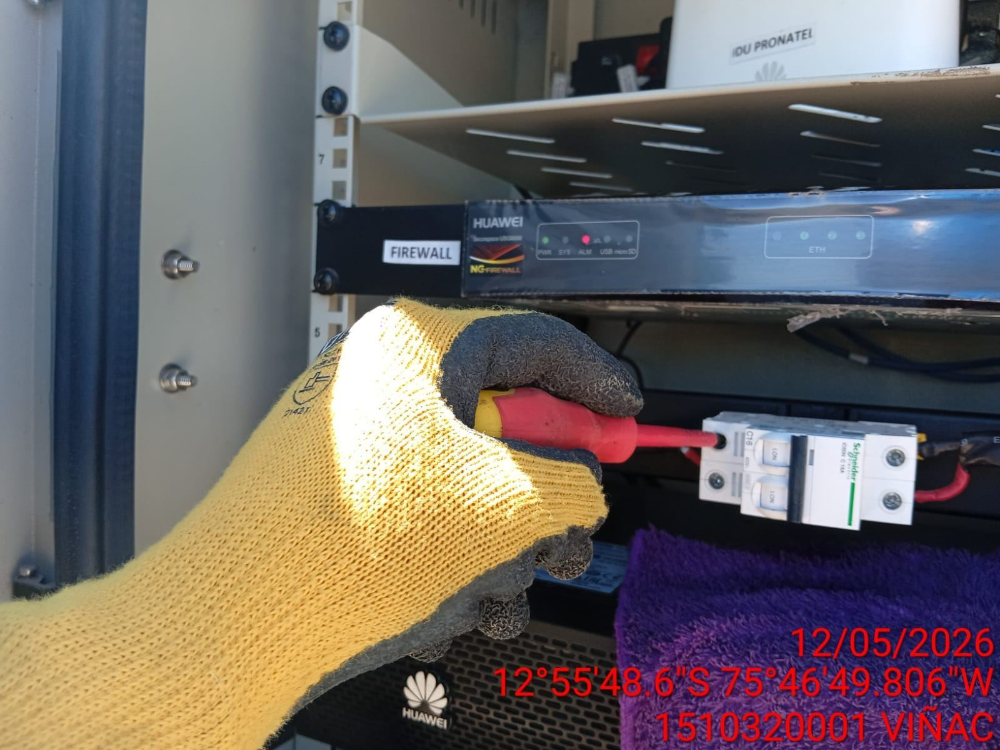 IDU PRONATEL
7
HUAWEI
NG-FIREWALL
FIREWALL
PWR SYS ALM USB microSD
ETH
5
C16
Schneider
HUAWEI
12/05/2026
12°55'48.6"S 75°46'49.806"W
1510320001 VIÑAC